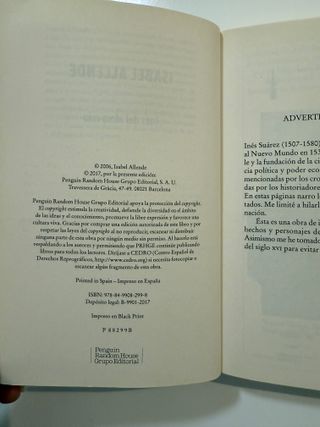 © 2006, Isabel Allende
© 2017, por la presente edición:
Penguin Random House Grupo Editorial, S. A. U.
Travessera de Gràcia, 47-49. 08021 Barcelona
Penguin Random House Grupo Editorial apoya la protección del copyright.
El copyright estimula la creatividad, defiende la diversidad en el ámbito
de las ideas y el conocimiento, promueve la libre expresión y favorece una
cultura viva. Gracias por comprar una edición autorizada de este libro y por
respetar las leyes del copyright al no reproducir, escanear ni distribuir
ninguna parte de esta obra por ningún medio sin permiso. Al hacerlo está
respaldando a los autores y permitiendo que PRHGE continúe publicando
libros para todos los lectores. Diríjase a CEDRO (Centro Español de
Derechos Reprográficos, http://www.cedro.org) si necesita fotocopiar o
escanear algún fragmento de esta obra.
Printed in Spain – Impreso en España
ISBN: 978-84-9908-299-8
Depósito legal: B-9901-2017
Impreso en Black Print
P 88299B
Penguin
Random House
Grupo Editorial
ADVERTE
Inés Suárez (1507-1580)
al Nuevo Mundo en 153
le y la fundación de la ci
cia política y poder econ
mencionadas por los cro
das por los historiadores
En estas páginas narro l
tados. Me limité a hilarl
nación.
Ésta es una obra de i
hechos y personajes de
Asimismo me he tomad
del siglo XVI para evitar